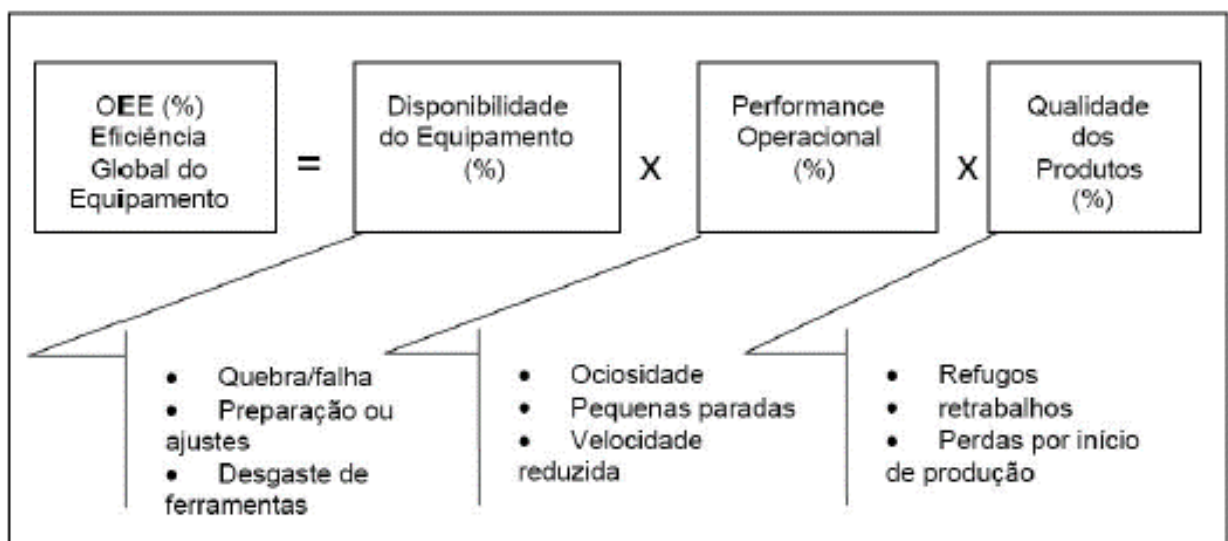 OEE (%)
Eficiência
Global do
Equipamento
=
Disponibilidade
do Equipamento
(%)
X
Performance
Operacional
(%)
X
Qualidade
dos
Produtos
(%)
• Quebra/falha
• Preparação ou
ajustes
• Desgaste de
ferramentas
• Ociosidade
• Pequenas paradas
• Velocidade
reduzida
• Refugos
• retrabalhos
• Perdas por início
de produção